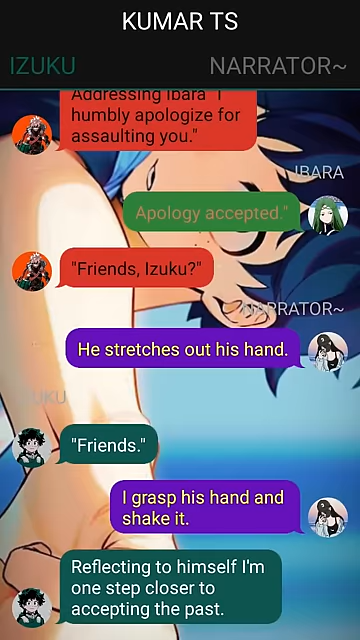 KUMAR TS
IZUKU NARRATOR~
Addressing Ibara "I
humbly apologize for
assaulting you."
IBARA
Apology accepted."
"Friends, Izuku?"
NARRATOR~
He stretches out his hand.
UKU
"Friends."
I grasp his hand and
shake it.
Reflecting to himself I'm
one step closer to
accepting the past.